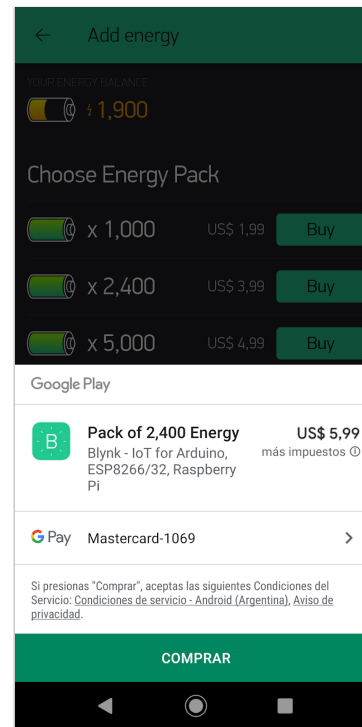 Add energy
YOUR ENERGY BALANCE
1,900
Choose Energy Pack
x 1,000 US$ 1,99 Buy
x 2,400 US$ 3,99 Buy
x 5,000 US$ 4,99 Buy
Google Play
B
Pack of 2,400 Energy US$ 5,99
Blynk - IoT for Arduino, más impuestos
ESP8266/32, Raspberry
Pi
G Pay Mastercard-1069
Si presionas "Comprar", aceptas las siguientes Condiciones del
Servicio: Condiciones de servicio - Android (Argentina), Aviso de
privacidad.
COMPRAR